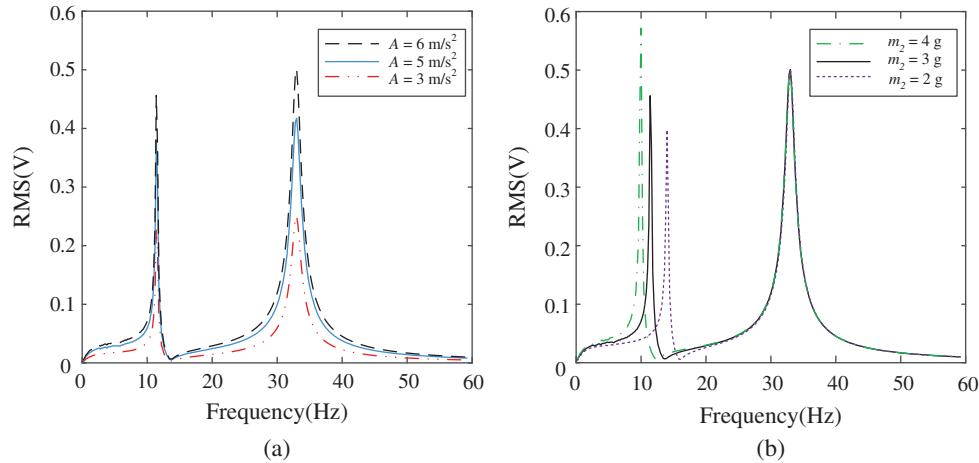 A = 6 m/s²
A = 5 m/s²
A = 3 m/s²
RMS(V)
0.6
0.5
0.4
0.3
0.2
0.1
0
0 10 20 30 40 50 60
Frequency(Hz)
(a)
m₂ = 4 g
m₂ = 3 g
m₂ = 2 g
RMS(V)
0.6
0.5
0.4
0.3
0.2
0.1
0
0 10 20 30 40 50 60
Frequency(Hz)
(b)